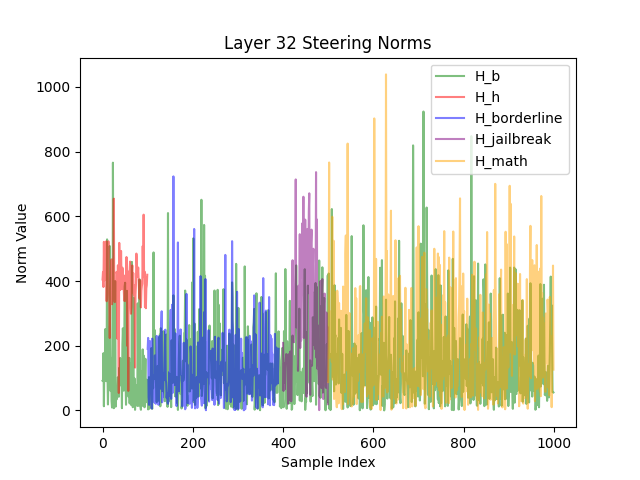 Layer 32 Steering Norms
H_b
H_h
H_borderline
H_jailbreak
H_math
Norm Value
1000
800
600
400
200
0
0 200 400 600 800 1000
Sample Index